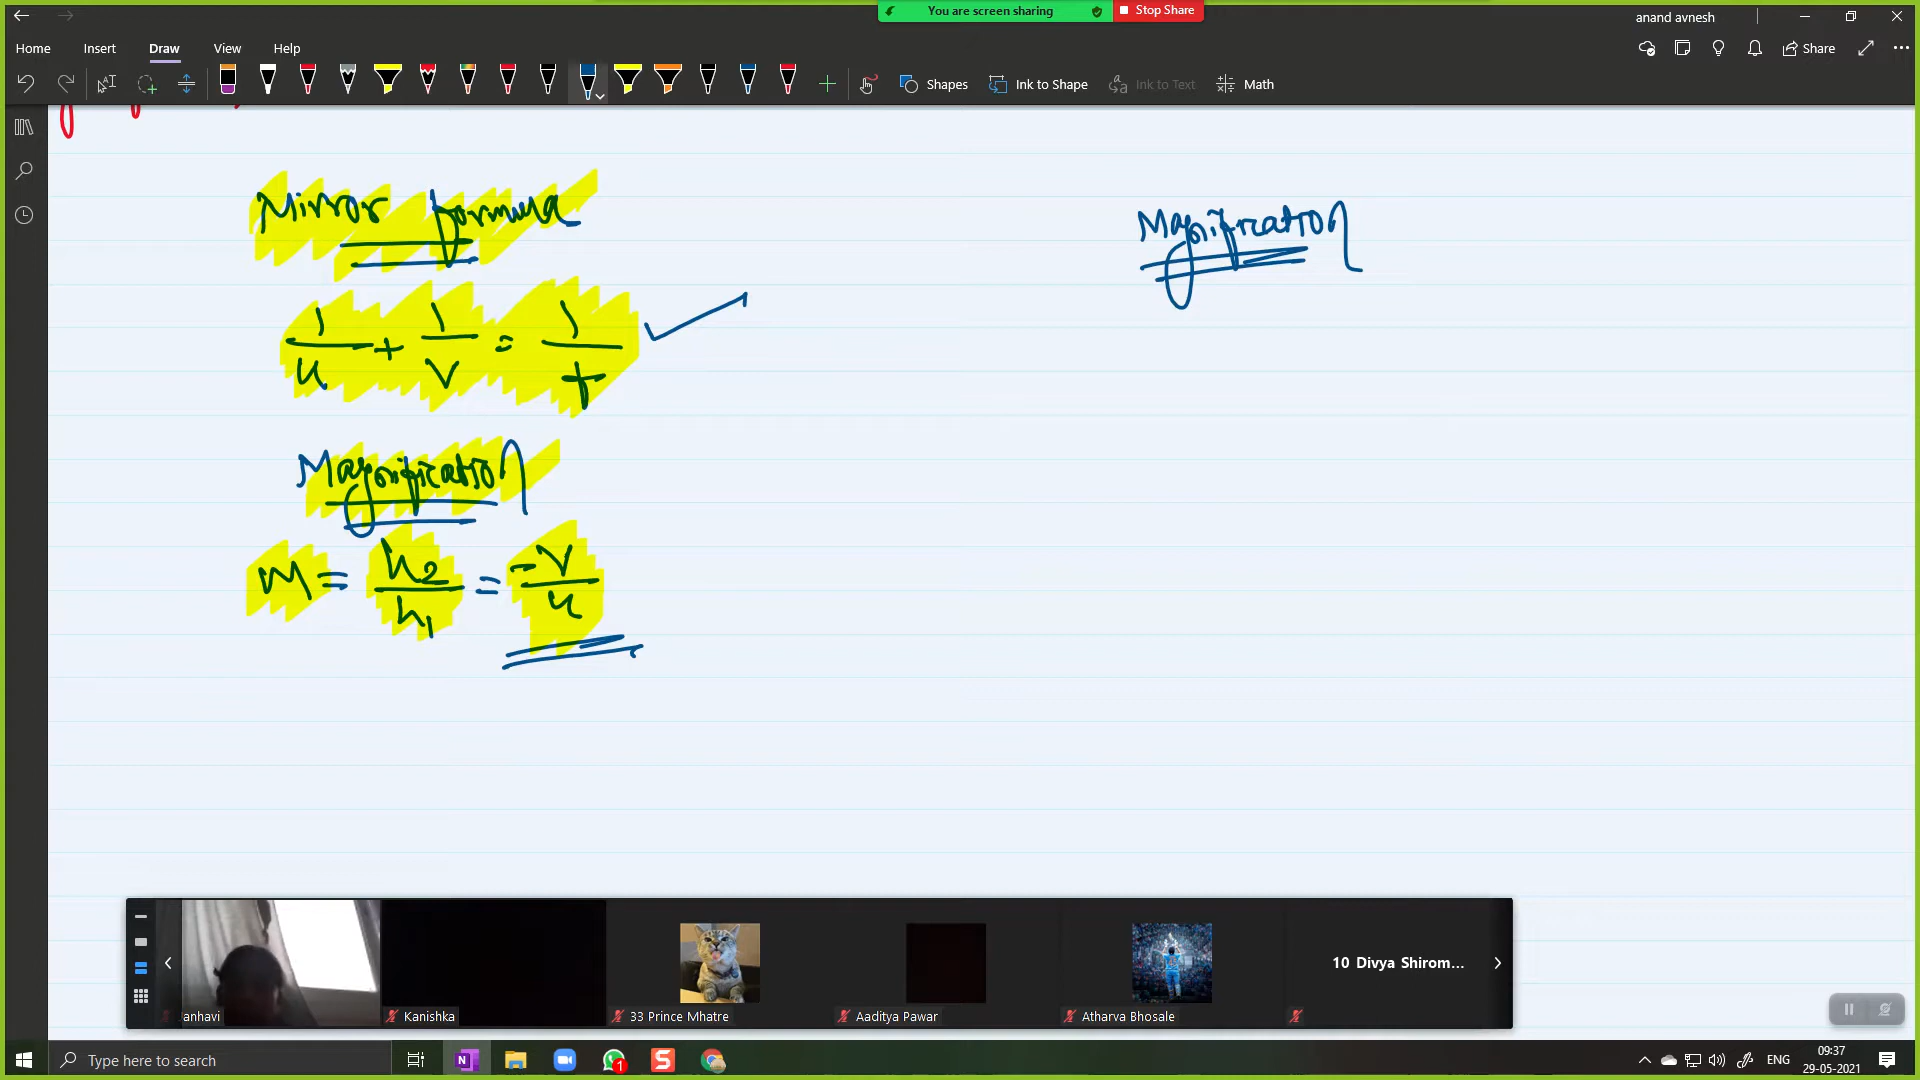 You are screen sharing
Stop Share
anand avnesh
Home Insert Draw View Help
Share
Shapes Ink to Shape Ink to Text Math
Mirror formula
Magnification
1/u + 1/v = 1/f
Magnification
M = h2/h1 = -v/u
Janhavi
Kanishka
33 Prince Mhatre
Aaditya Pawar
Atharva Bhosale
10 Divya Shirom...
Type here to search
N
1
S
ENG
09:37
29-05-2021